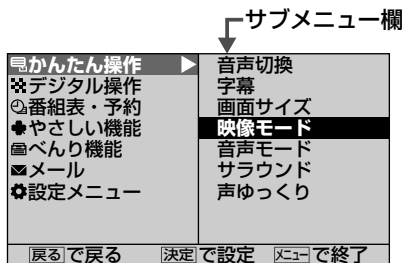 サブメニュー欄
かんたん操作
デジタル操作
番組表・予約
やさしい機能
べんり機能
メール
設定メニュー
音声切換
字幕
画面サイズ
映像モード
音声モード
サラウンド
声ゆっくり
戻るで戻る 決定で設定 メニューで終了